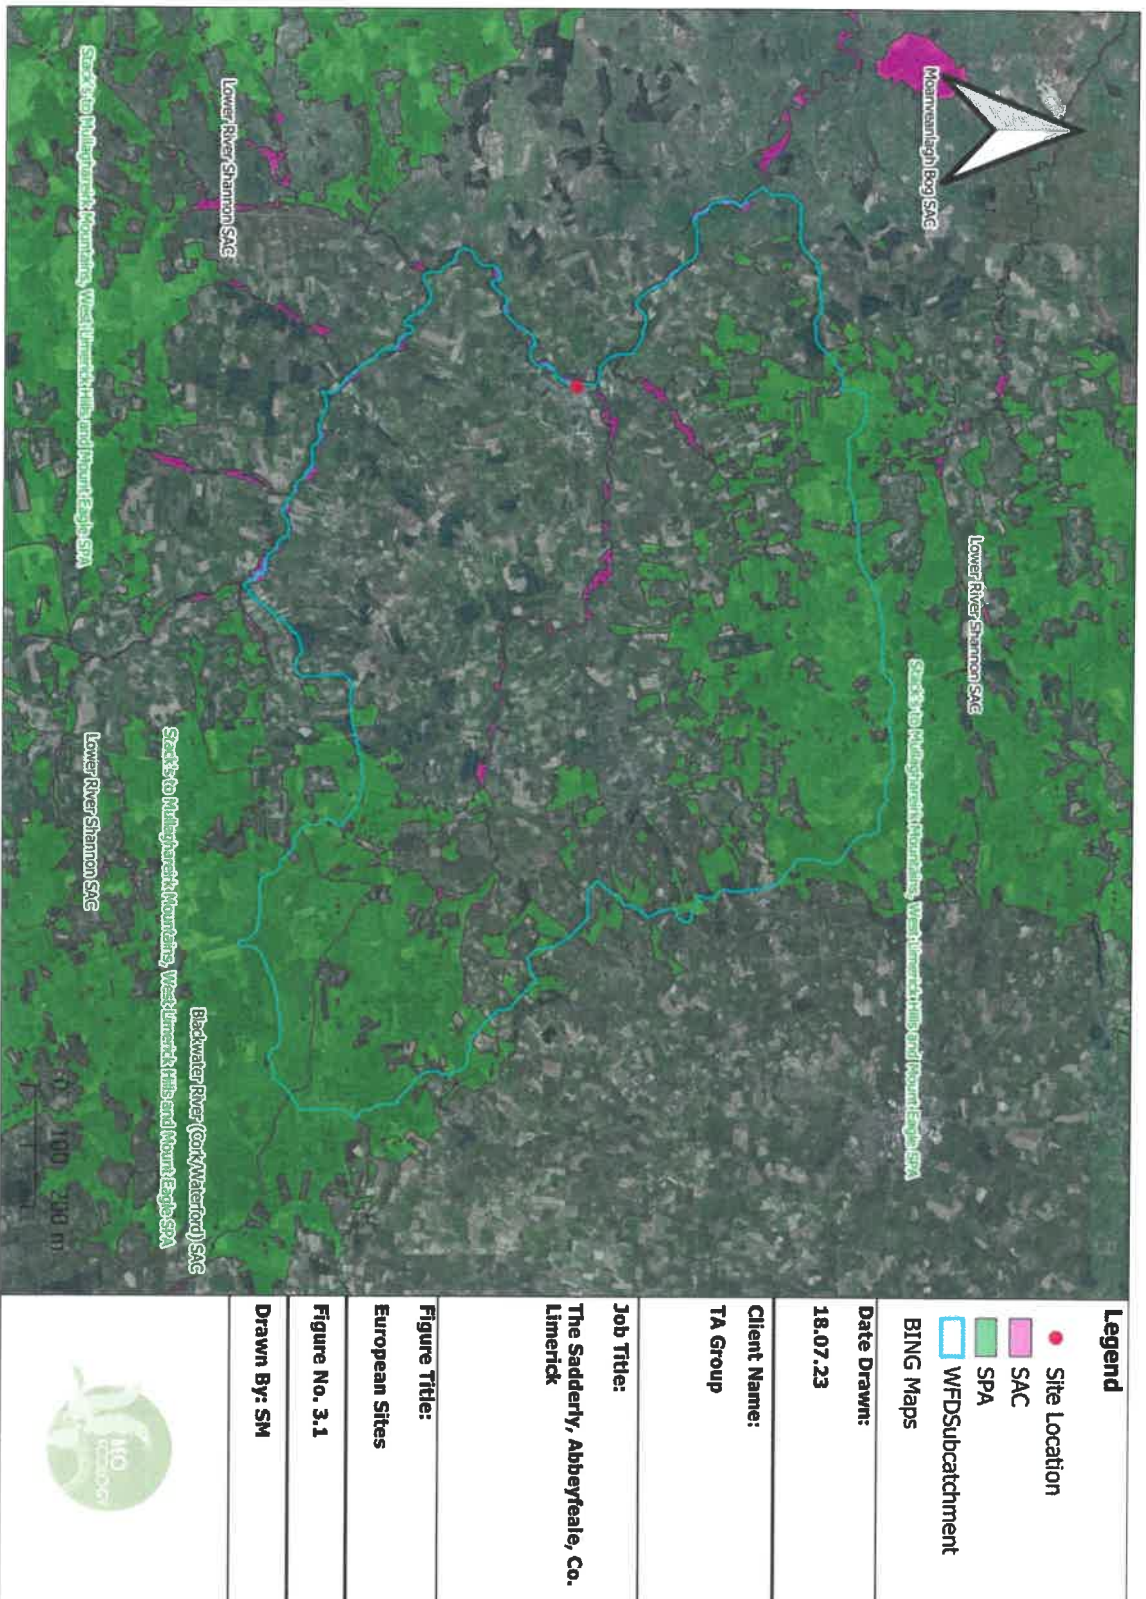 Moanveanlagh Bog SAC
Lower River Shannon SAC
Stack's to Mullaghareirk Mountains, West Limerick Hills and Mount Eagle SPA
Lower River Shannon SAC
Stack's to Mullaghareirk Mountains, West Limerick Hills and Mount Eagle SPA
Blackwater River (Cork/Waterford) SAC
Stack's to Mullaghareirk Mountains, West Limerick Hills and Mount Eagle SPA
Lower River Shannon SAC
0 100 200 m
Legend
Site Location
SAC
SPA
WFDSubcatchment
BING Maps
Date Drawn:
18.07.23
Client Name:
TA Group
Job Title:
The Sadderly, Abbeyfeale, Co.
Limerick
Figure Title:
European Sites
Figure No. 3.1
Drawn By: SM
ECOLOGY